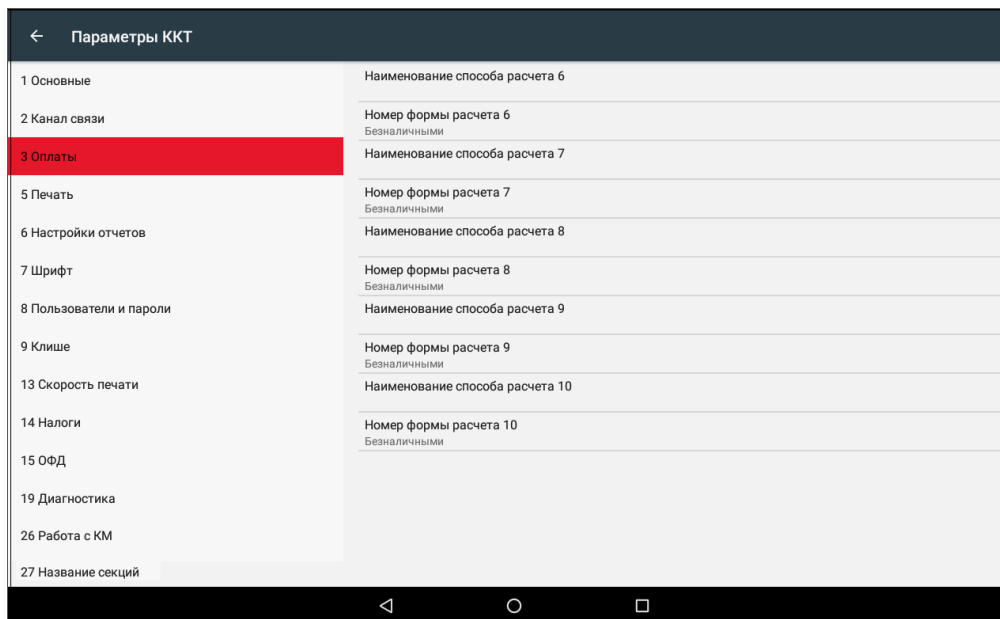 Параметры ККТ
1 Основные
2 Канал связи
3 Оплаты
5 Печать
6 Настройки отчетов
7 Шрифт
8 Пользователи и пароли
9 Клише
13 Скорость печати
14 Налоги
15 ОФД
19 Диагностика
26 Работа с КМ
27 Название секций
Наименование способа расчета 6
Номер формы расчета 6
Безналичными
Наименование способа расчета 7
Номер формы расчета 7
Безналичными
Наименование способа расчета 8
Номер формы расчета 8
Безналичными
Наименование способа расчета 9
Номер формы расчета 9
Безналичными
Наименование способа расчета 10
Номер формы расчета 10
Безналичными